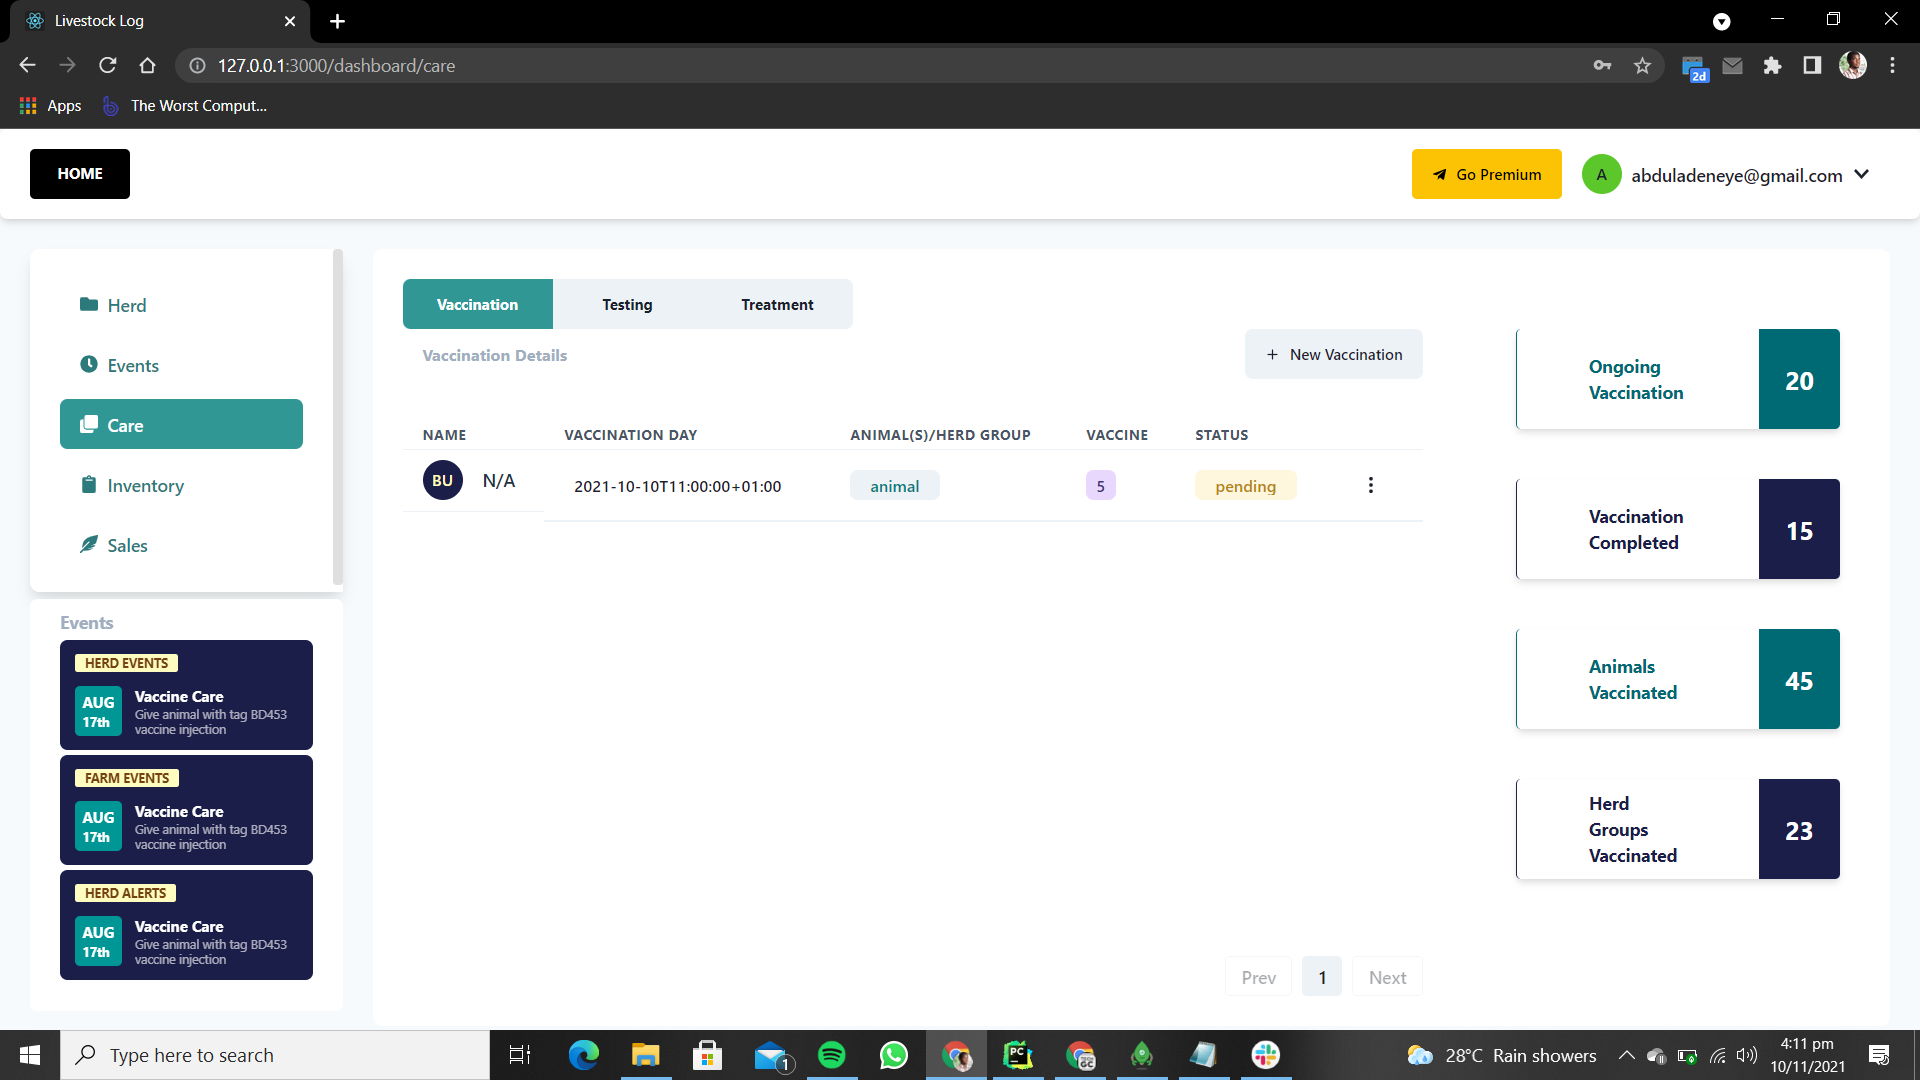 Livestock Log
127.0.0.1:3000/dashboard/care
2d
Apps
The Worst Comput...
HOME
Go Premium
A
abduladeneye@gmail.com
Herd
Events
Care
Inventory
Sales
Events
HERD EVENTS
AUG
17th
Vaccine Care
Give animal with tag BD453
vaccine injection
FARM EVENTS
AUG
17th
Vaccine Care
Give animal with tag BD453
vaccine injection
HERD ALERTS
AUG
17th
Vaccine Care
Give animal with tag BD453
vaccine injection
Vaccination
Testing
Treatment
Vaccination Details
+ New Vaccination
NAME
VACCINATION DAY
ANIMAL(S)/HERD GROUP
VACCINE
STATUS
BU
N/A
2021-10-10T11:00:00+01:00
animal
5
pending
Prev
1
Next
Ongoing
Vaccination
20
Vaccination
Completed
15
Animals
Vaccinated
45
Herd
Groups
Vaccinated
23
Type here to search
1
PC
GC
28°C Rain showers
4:11 pm
10/11/2021